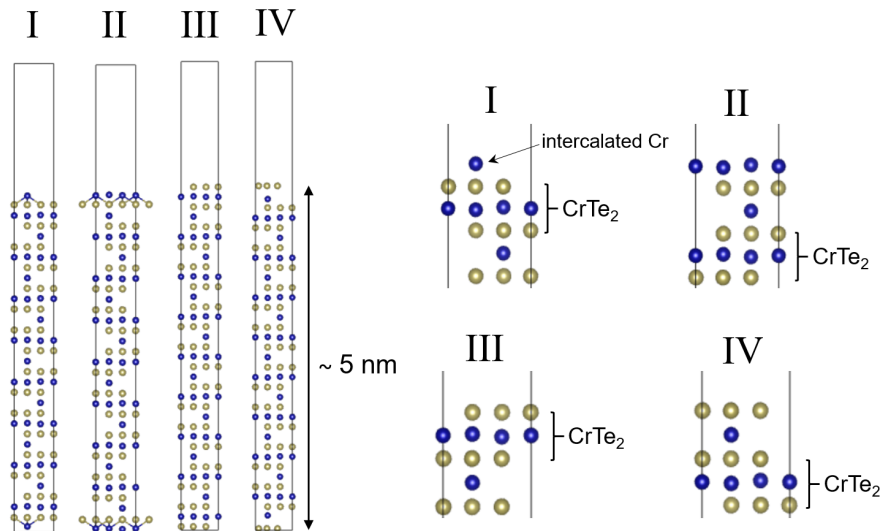 I II III IV
~ 5 nm
I
intercalated Cr
CrTe₂
II
CrTe₂
III
CrTe₂
IV
CrTe₂